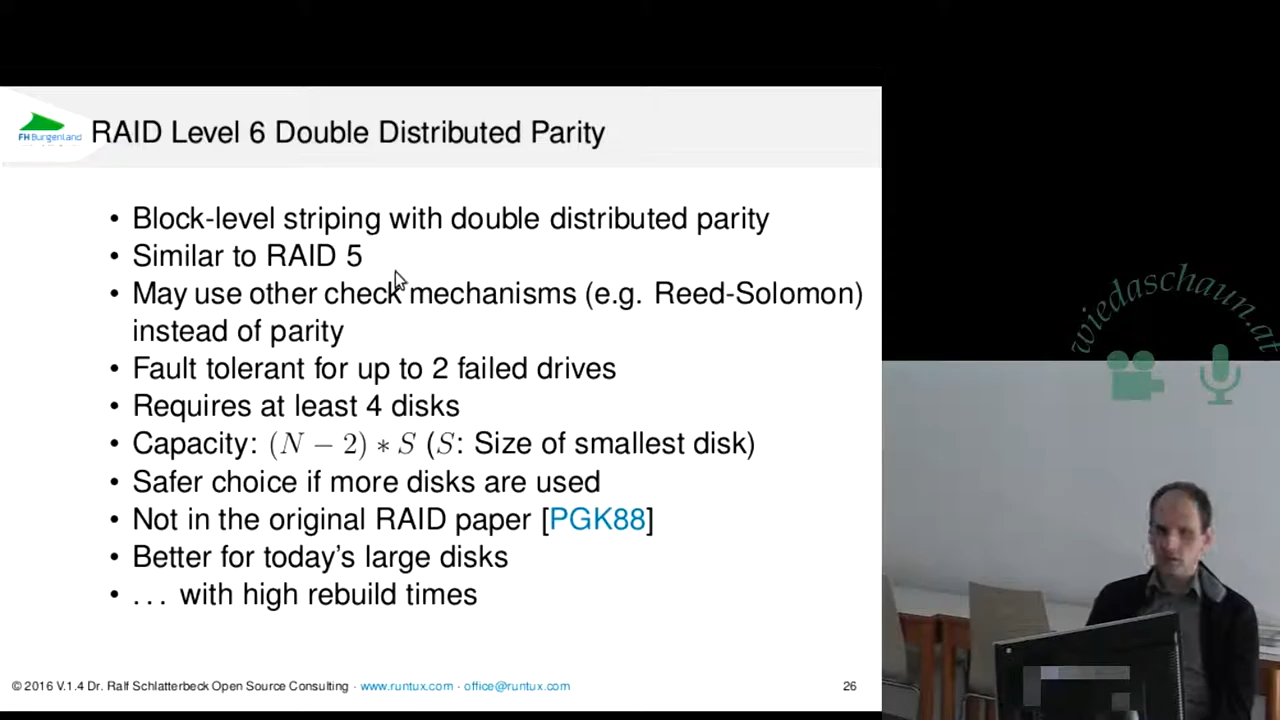 FH Burgenland
RAID Level 6 Double Distributed Parity
• Block-level striping with double distributed parity
• Similar to RAID 5
• May use other check mechanisms (e.g. Reed-Solomon)
instead of parity
• Fault tolerant for up to 2 failed drives
• Requires at least 4 disks
• Capacity: (N − 2) ∗ S (S: Size of smallest disk)
• Safer choice if more disks are used
• Not in the original RAID paper [PGK88]
• Better for today's large disks
• ... with high rebuild times
© 2016 V.1.4 Dr. Ralf Schlatterbeck Open Source Consulting · www.runtux.com · office@runtux.com
26
wiedaschaun.at